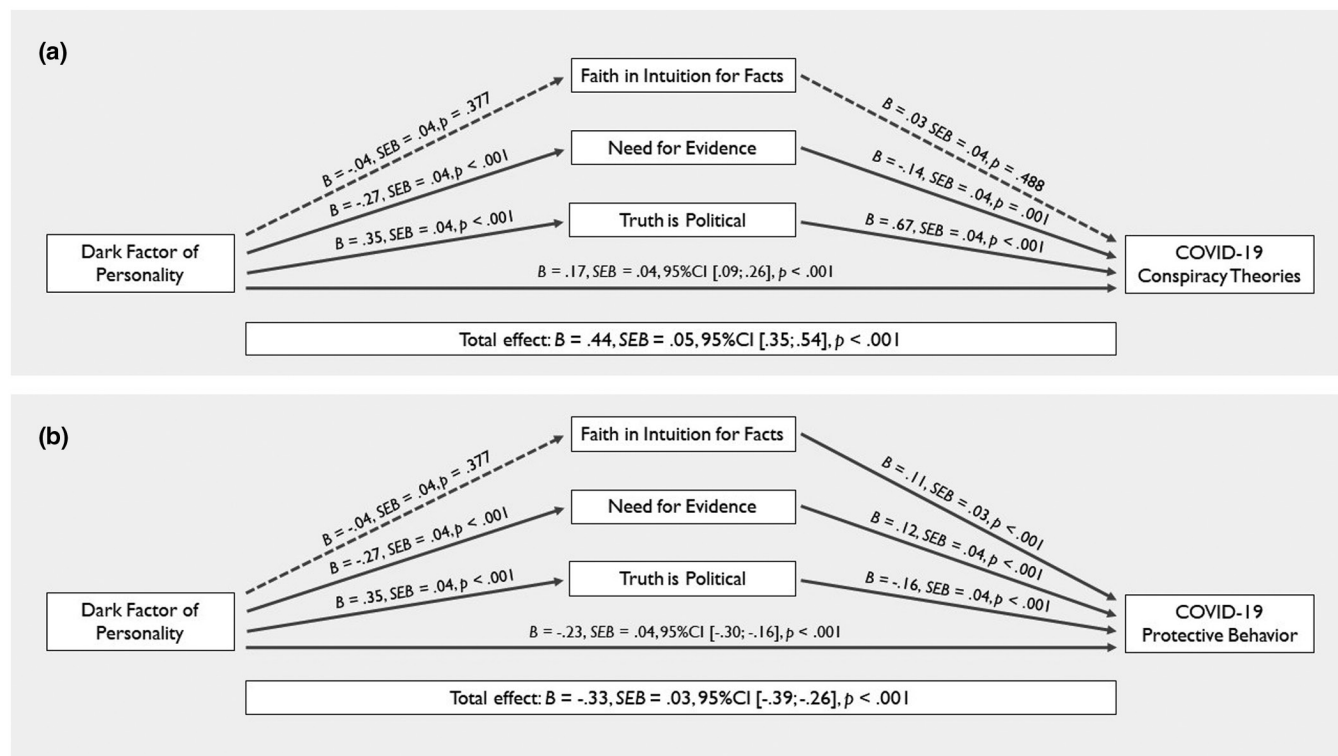 (a)
Faith in Intuition for Facts
B = -.04, SEB = .04, p = .377
B = .03 SEB = .04, p = .488
Need for Evidence
B = -.27, SEB = .04, p < .001
B = -.14, SEB = .04, p = .001
Truth is Political
B = .35, SEB = .04, p < .001
B = .67, SEB = .04, p < .001
Dark Factor of
Personality
B = .17, SEB = .04, 95%CI [.09; .26], p < .001
COVID-19
Conspiracy Theories
Total effect: B = .44, SEB = .05, 95%CI [.35; .54], p < .001
(b)
Faith in Intuition for Facts
B = -.04, SEB = .04, p = .377
B = .11, SEB = .03, p < .001
Need for Evidence
B = -.27, SEB = .04, p < .001
B = .12, SEB = .04, p < .001
Truth is Political
B = .35, SEB = .04, p < .001
B = -.16, SEB = .04, p < .001
Dark Factor of
Personality
B = -.23, SEB = .04, 95%CI [-.30; -.16], p < .001
COVID-19
Protective Behavior
Total effect: B = -.33, SEB = .03, 95%CI [-.39; -.26], p < .001